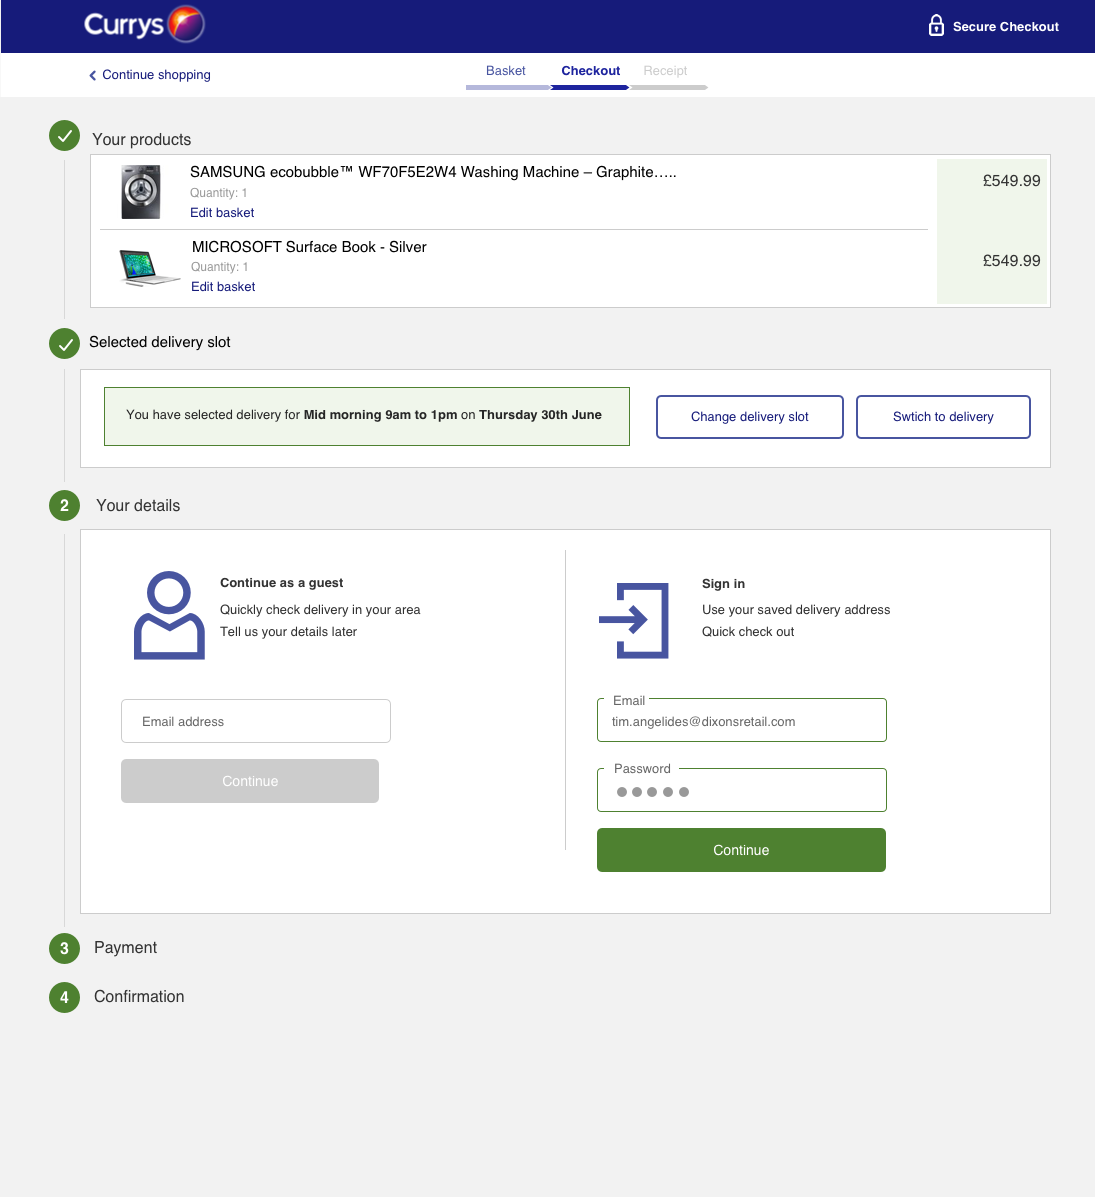 Currys
Secure Checkout
Continue shopping
Basket
Checkout
Receipt
Your products
SAMSUNG ecobubble™ WF70F5E2W4 Washing Machine – Graphite.....
Quantity: 1
Edit basket
£549.99
MICROSOFT Surface Book - Silver
Quantity: 1
Edit basket
£549.99
Selected delivery slot
You have selected delivery for Mid morning 9am to 1pm on Thursday 30th June
Change delivery slot
Swtich to delivery
2
Your details
Continue as a guest
Quickly check delivery in your area
Tell us your details later
Email address
Continue
Sign in
Use your saved delivery address
Quick check out
Email
tim.angelides@dixonsretail.com
Password
Continue
3
Payment
4
Confirmation